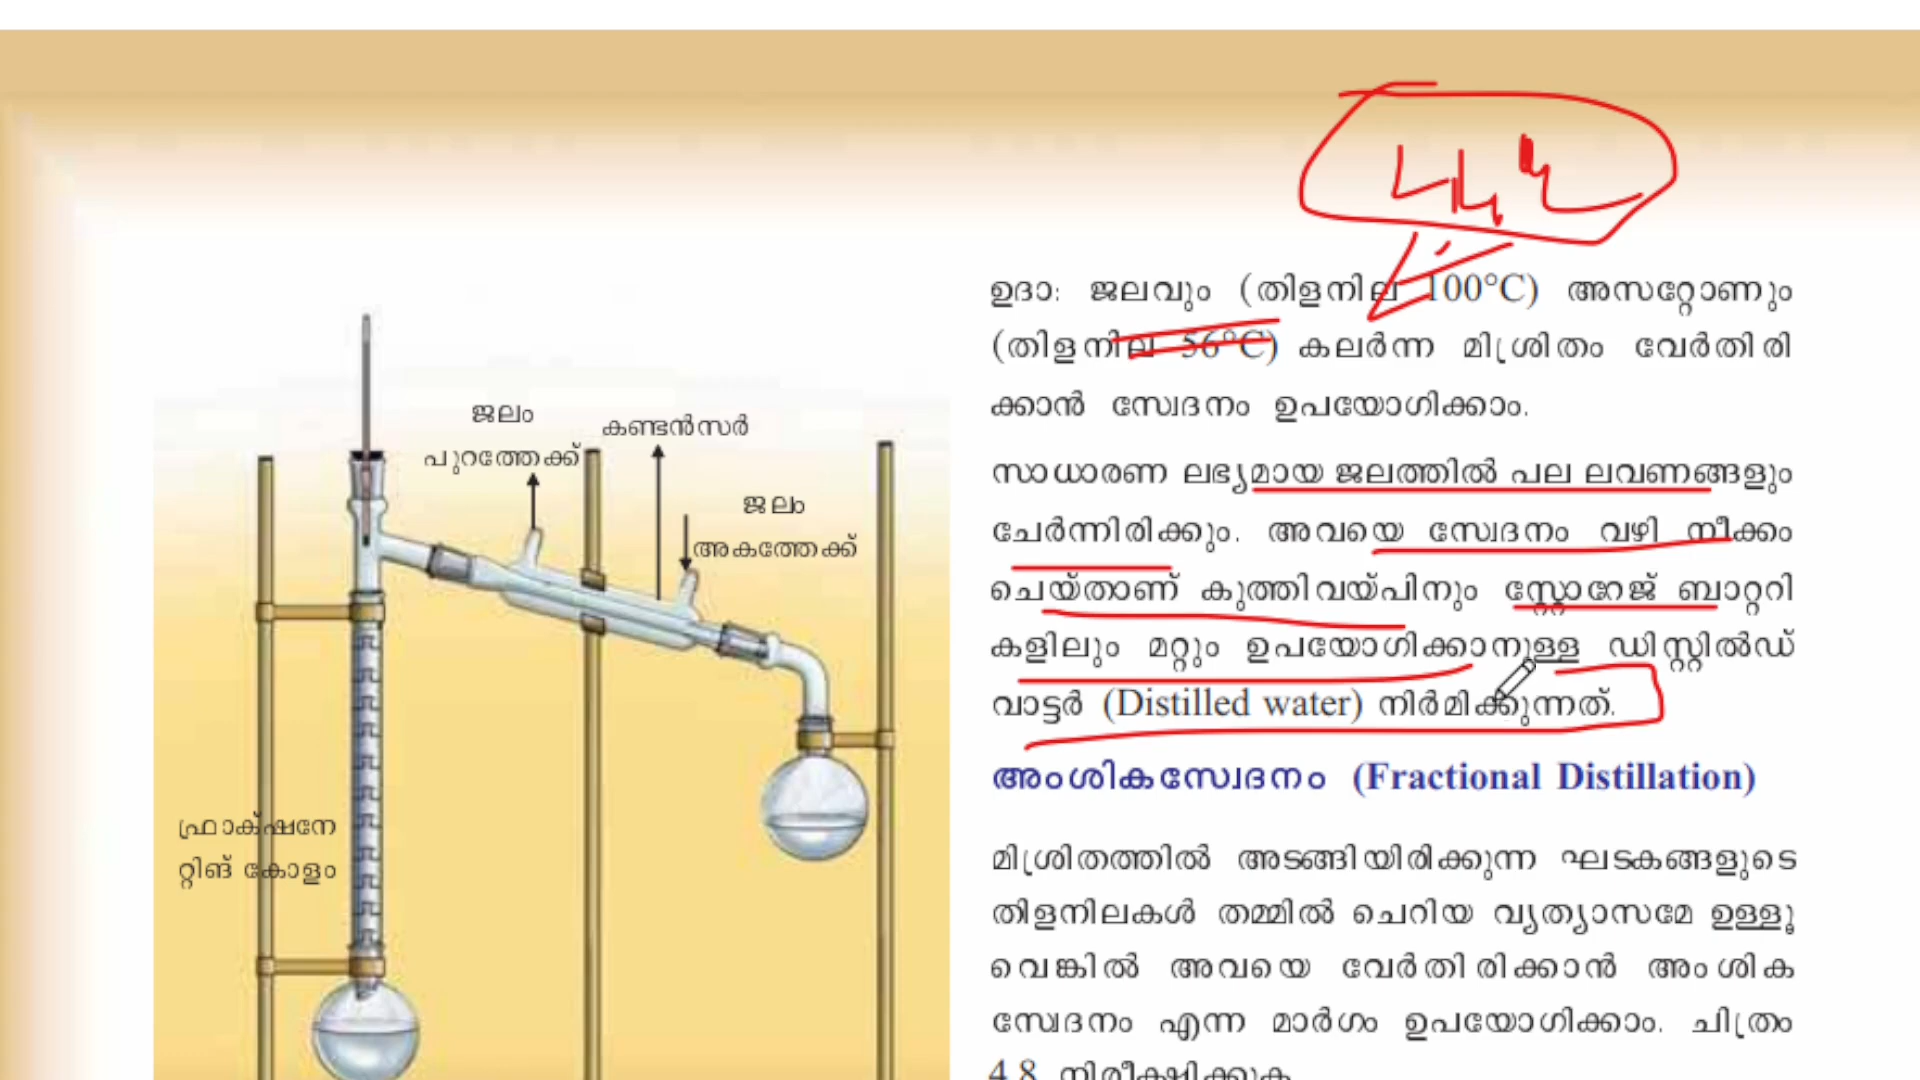 ജലം
പുറത്തേക്ക്
കണ്ടൻസർ
ജലം
അകത്തേക്ക്
ഫ്രാക്ഷനേ
റ്റിങ് കോളം
ഉദാ: ജലവും (തിളനില 100°C) അസറ്റോണും
(തിളനില 56°C) കലർന്ന മിശ്രിതം വേർതിരി
ക്കാൻ സ്വേദനം ഉപയോഗിക്കാം.
സാധാരണ ലഭ്യമായ ജലത്തിൽ പല ലവണങ്ങളും
ചേർന്നിരിക്കും. അവയെ സ്വേദനം വഴി നീക്കം
ചെയ്താണ് കുത്തിവയ്പിനും സ്റ്റോറേജ് ബാറ്ററി
കളിലും മറ്റും ഉപയോഗിക്കാനുള്ള ഡിസ്റ്റിൽഡ്
വാട്ടർ (Distilled water) നിർമിക്കുന്നത്.
അംശികസ്വേദനം (Fractional Distillation)
മിശ്രിതത്തിൽ അടങ്ങിയിരിക്കുന്ന ഘടകങ്ങളുടെ
തിളനിലകൾ തമ്മിൽ ചെറിയ വ്യത്യാസമേ ഉള്ളൂ
വെങ്കിൽ അവയെ വേർതിരിക്കാൻ അംശിക
സ്വേദനം എന്ന മാർഗം ഉപയോഗിക്കാം. ചിത്രം
4.8 നിരീക്ഷിക്കുക